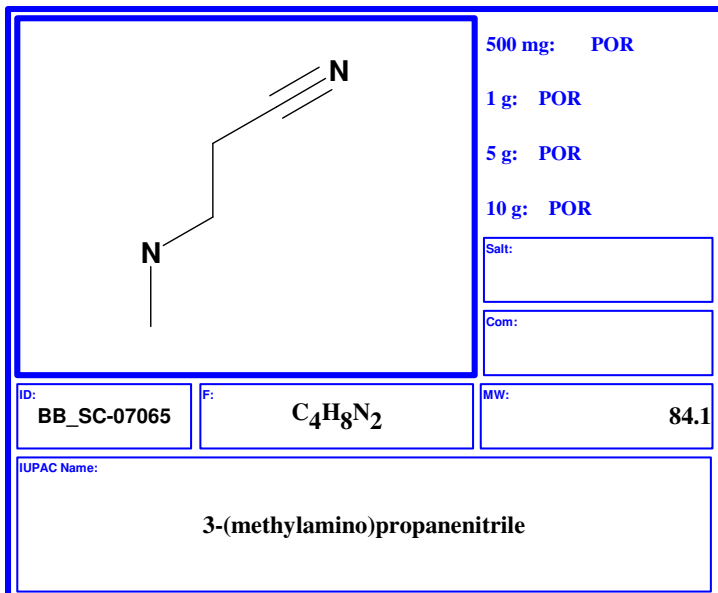 N
N
500 mg: POR
1 g: POR
5 g: POR
10 g: POR
Salt:
Com:
ID:
BB_SC-07065
F:
C4H8N2
MW:
84.1
IUPAC Name:
3-(methylamino)propanenitrile